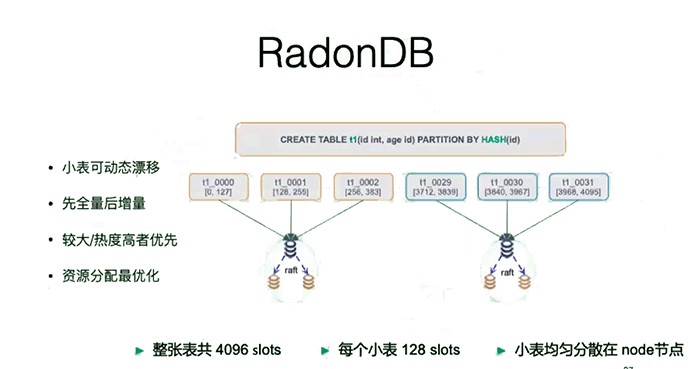 RadonDB
CREATE TABLE t1(id int, age id) PARTITION BY HASH(id)
小表可动态漂移
先全量后增量
较大/热度高者优先
资源分配最优化
t1_0000
[0, 127]
t1_0001
[128, 255]
t1_0002
[256, 383]
t1_0029
[3712, 3839]
t1_0030
[3840, 3967]
t1_0031
[3968, 4095]
raft
raft
整张表共 4096 slots
每个小表 128 slots
小表均匀分散在 node节点